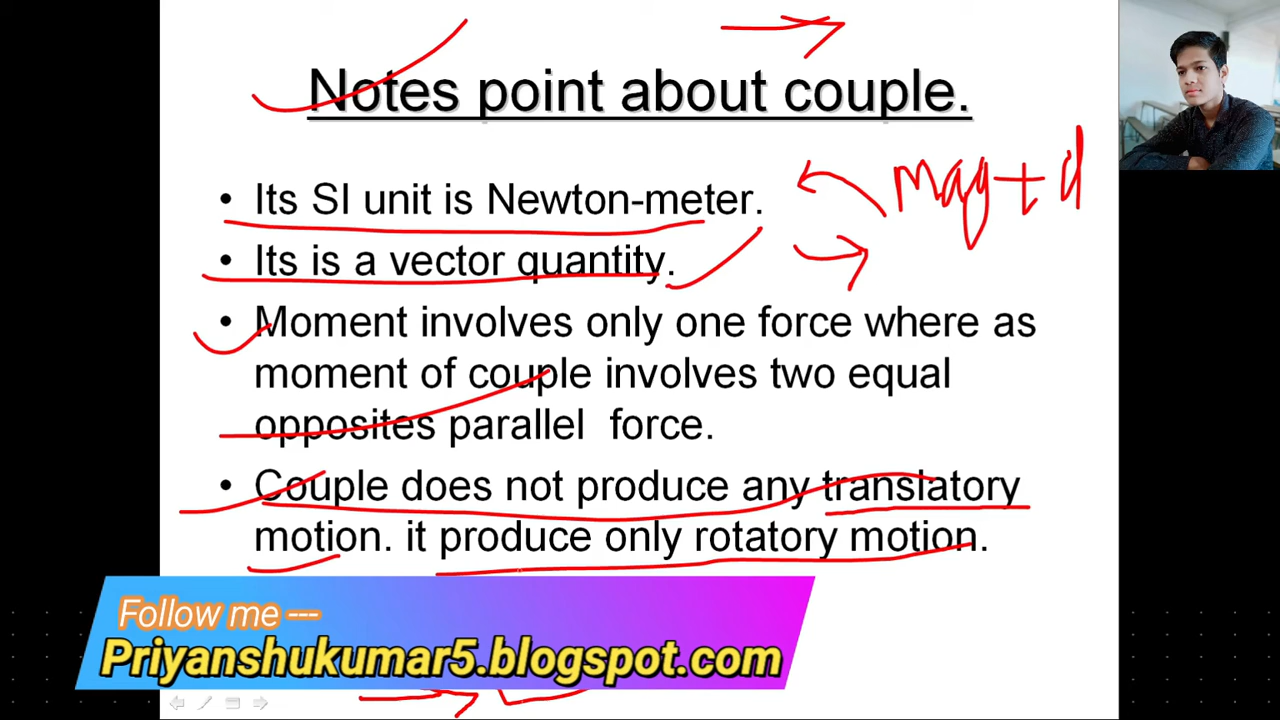 Notes point about couple.
• Its SI unit is Newton-meter.
mag + d
• Its is a vector quantity.
• Moment involves only one force where as
moment of couple involves two equal
opposites parallel force.
• Couple does not produce any translatory
motion. it produce only rotatory motion.
Follow me ---
Priyanshukumar5.blogspot.com